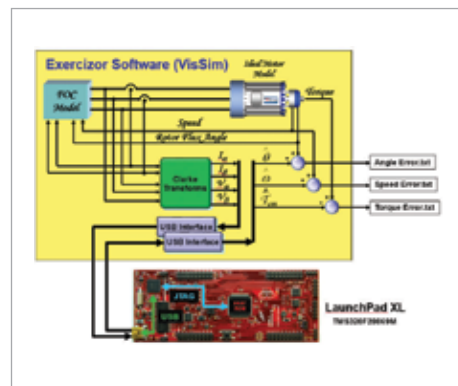 Exercizor Software (VisSim)
Ideal Motor
Model
FOC
Model
Torque
Speed
Rotor Flux Angle
Clarke
Transforms
Angle Error.txt
Speed Error.txt
Torque Error.txt
USB Interface
USB Interface
JTAG
USB
LaunchPad XL